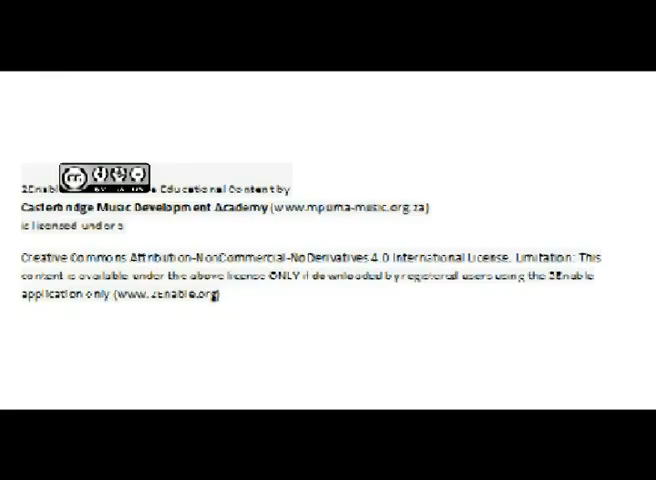 2Enabl e Educational Content by
Casterbridge Music Development Academy (www.mpuma-music.org.za)
is licensed under a
Creative Commons Attribution-NonCommercial-NoDerivatives 4.0 International License. Limitation: This
content is available under the above license ONLY if downloaded by registered users using the 2Enable
application only (www.2Enable.org)